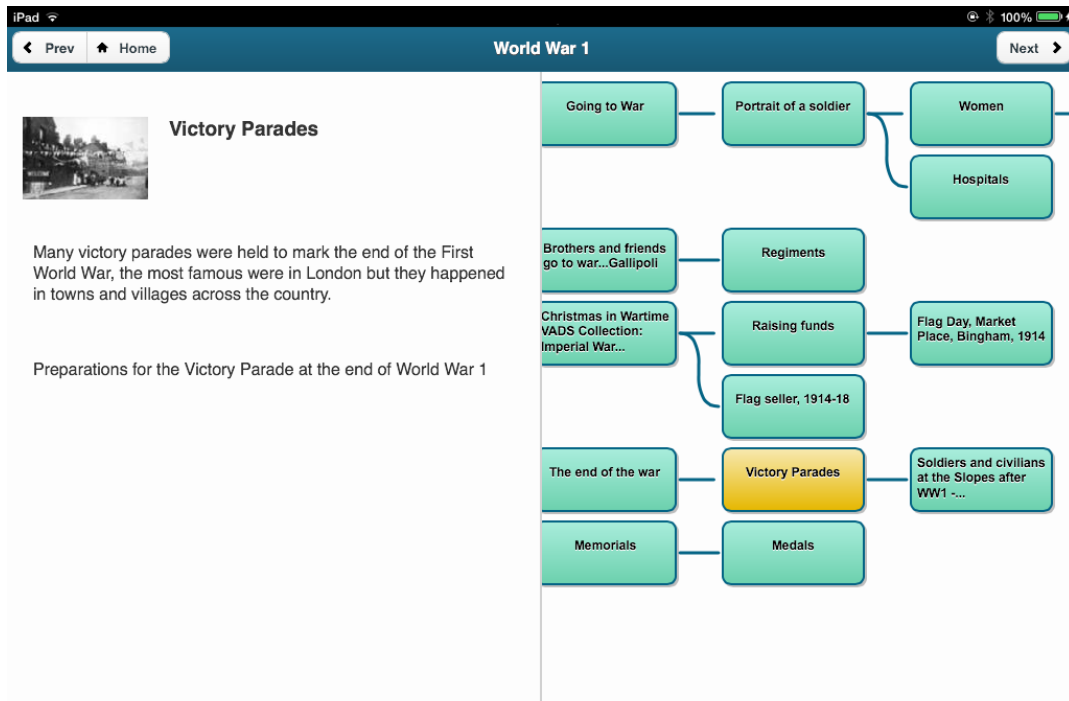 iPad 100%
Prev Home World War 1 Next
Victory Parades
WELCOME
Many victory parades were held to mark the end of the First
World War, the most famous were in London but they happened
in towns and villages across the country.
Preparations for the Victory Parade at the end of World War 1
Going to War
Portrait of a soldier
Women
Hospitals
Brothers and friends
go to war...Gallipoli
Regiments
Christmas in Wartime
VADS Collection:
Imperial War...
Raising funds
Flag Day, Market
Place, Bingham, 1914
Flag seller, 1914-18
The end of the war
Victory Parades
Soldiers and civilians
at the Slopes after
WW1 -...
Memorials
Medals